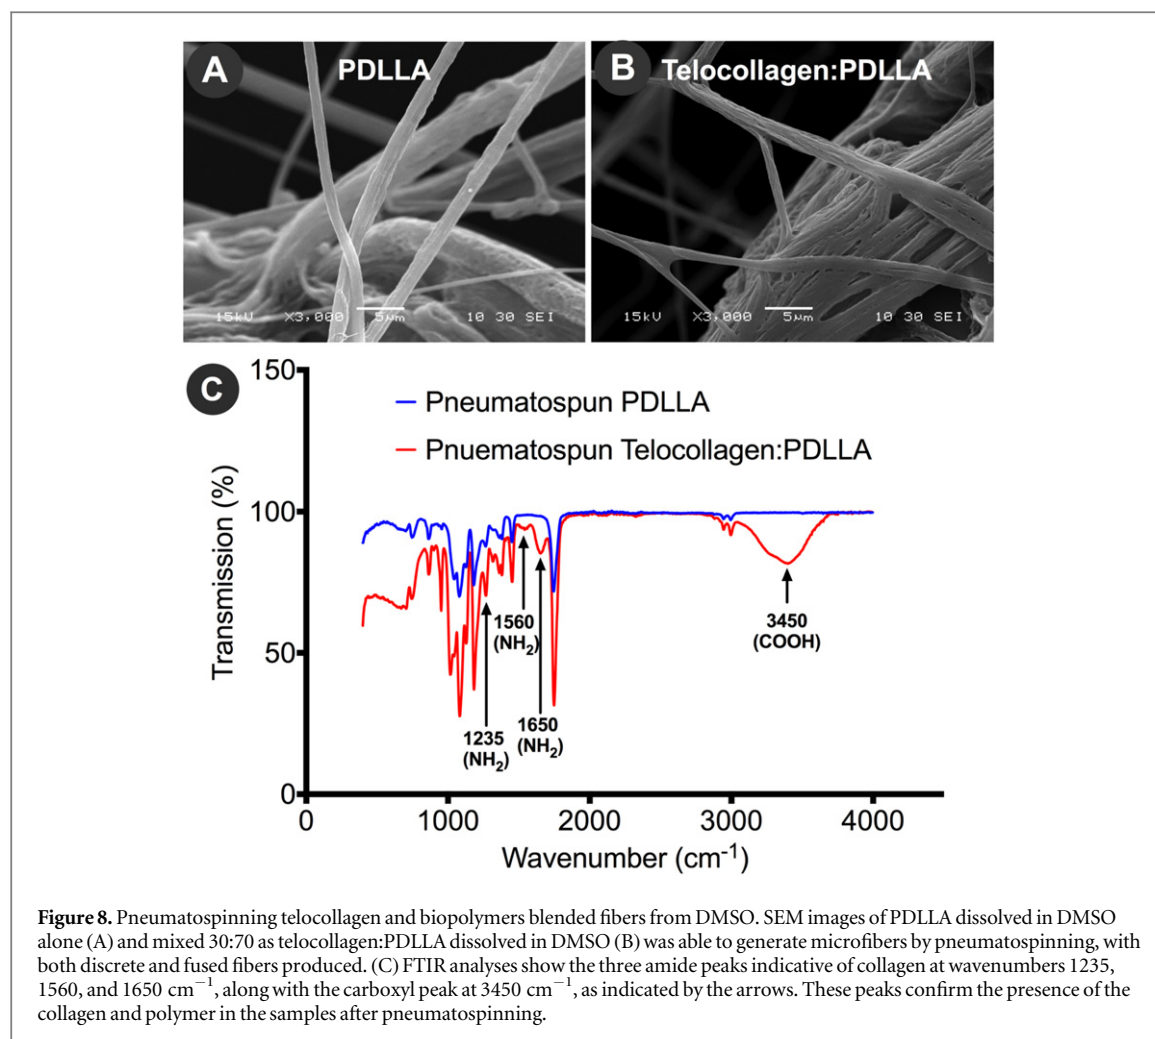 A
PDLLA
15kV X3,000 5µm 10 30 SEI
B
Telocollagen:PDLLA
15kV X3,000 5µm 10 30 SEI
C
150
100
50
0
Transmission (%)
Pneumatospun PDLLA
Pnuematospun Telocollagen:PDLLA
1560
(NH2)
3450
(COOH)
1235
(NH2)
1650
(NH2)
0 1000 2000 3000 4000
Wavenumber (cm-1)
Figure 8. Pneumatospinning telocollagen and biopolymers blended fibers from DMSO. SEM images of PDLLA dissolved in DMSO
alone (A) and mixed 30:70 as telocollagen:PDLLA dissolved in DMSO (B) was able to generate microfibers by pneumatospinning, with
both discrete and fused fibers produced. (C) FTIR analyses show the three amide peaks indicative of collagen at wavenumbers 1235,
1560, and 1650 cm−1, along with the carboxyl peak at 3450 cm−1, as indicated by the arrows. These peaks confirm the presence of the
collagen and polymer in the samples after pneumatospinning.